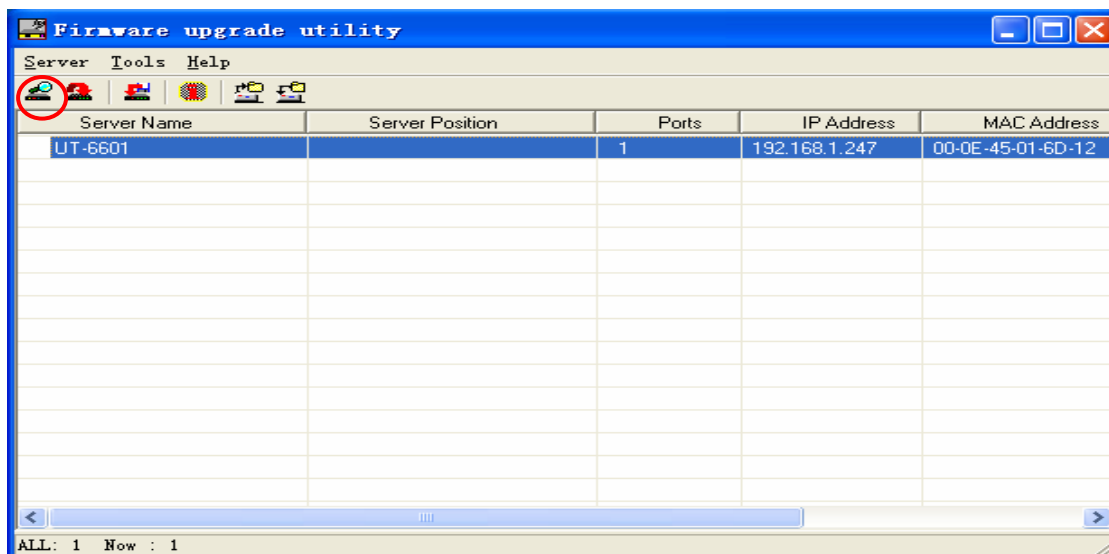 Firmware upgrade utility
Server Tools Help
Server Name Server Position Ports IP Address MAC Address
UT-6601 1 192.168.1.247 00-0E-45-01-6D-12
ALL: 1 Now : 1